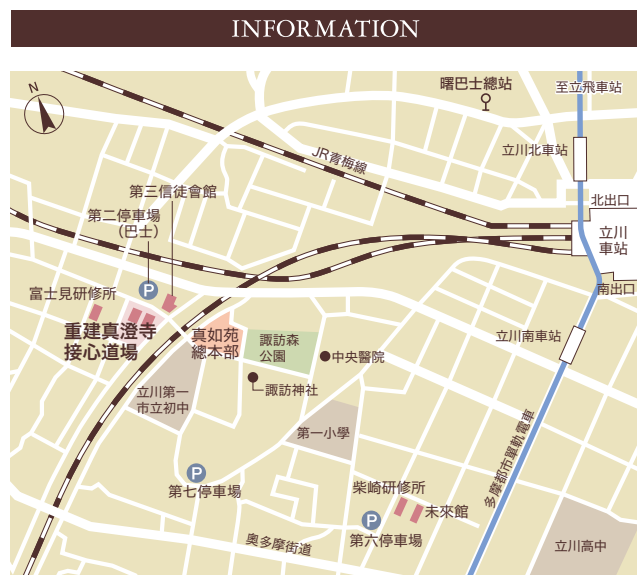 INFORMATION
N
曙巴士總站
至立飛車站
JR青梅線
立川北車站
第三信徒會館
北出口
第二停車場
（巴士）
立川
車站
P
富士見研修所
南出口
重建真澄寺
接心道場
真如苑
總本部
諏訪森
公園
立川南車站
中央醫院
立川第一
市立初中
諏訪神社
第一小學
多摩都市單軌電車
P
第七停車場
柴崎研修所
未來館
P
第六停車場
奧多摩街道
立川高中